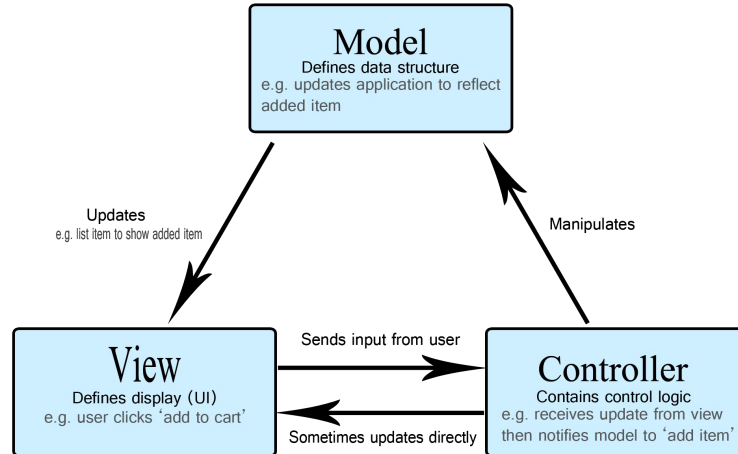 Model
Defines data structure
e.g. updates application to reflect
added item
Updates
e.g. list item to show added item
Manipulates
View
Defines display (UI)
e.g. user clicks ‘add to cart’
Sends input from user
Sometimes updates directly
Controller
Contains control logic
e.g. receives update from view
then notifies model to ‘add item’